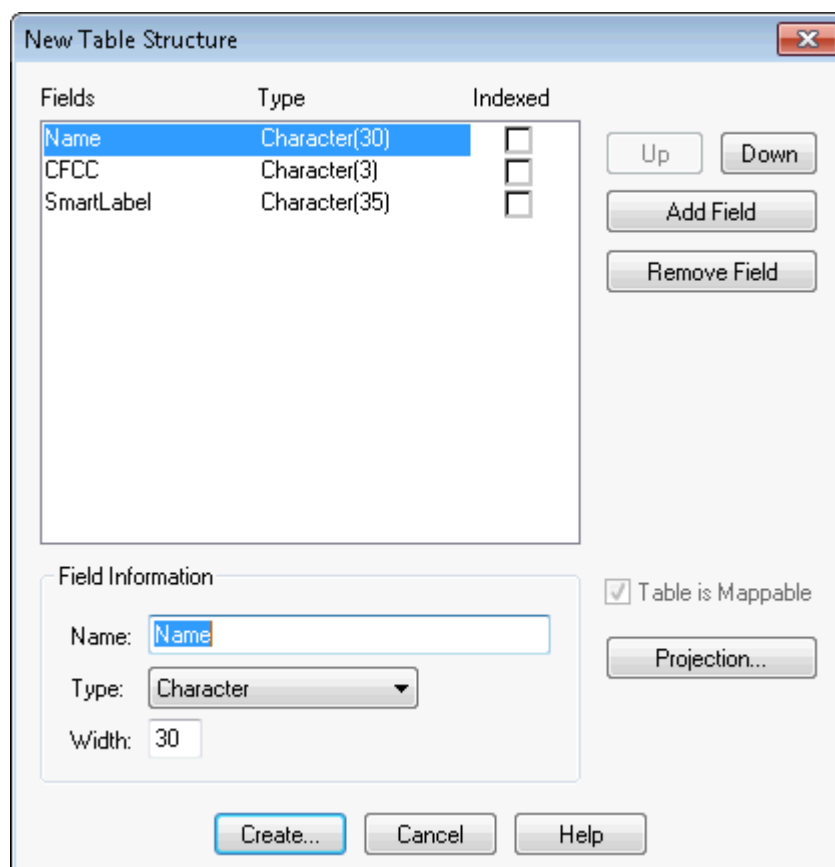 New Table Structure
Fields Type Indexed
Name Character(30)
CFCC Character(3)
SmartLabel Character(35)
Up Down
Add Field
Remove Field
Field Information
Table is Mappable
Name: Name
Projection...
Type: Character
Width: 30
Create... Cancel Help